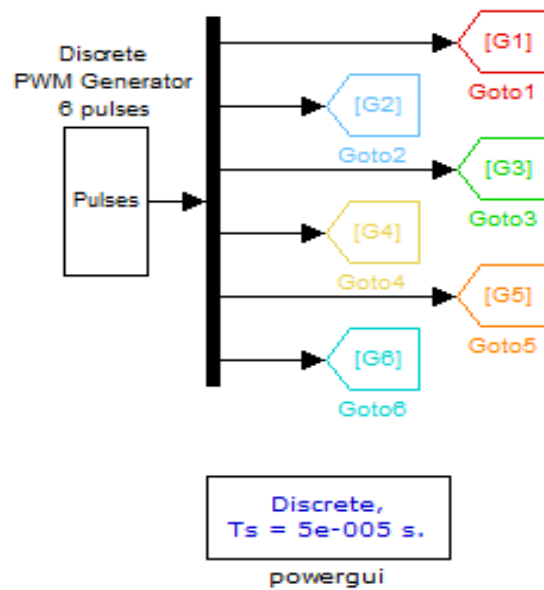 Discrete
PWM Generator
6 pulses
Pulses
[G1]
Goto1
[G2]
Goto2
[G3]
Goto3
[G4]
Goto4
[G5]
Goto5
[G6]
Goto6
Discrete,
Ts = 5e-005 s.
powergui